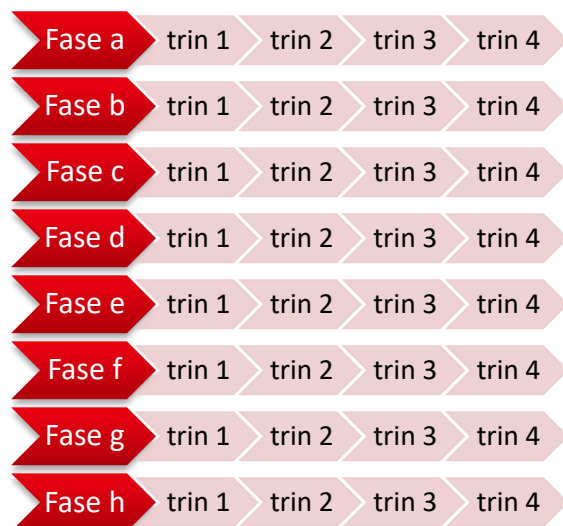 Fase a trin 1 trin 2 trin 3 trin 4
Fase b trin 1 trin 2 trin 3 trin 4
Fase c trin 1 trin 2 trin 3 trin 4
Fase d trin 1 trin 2 trin 3 trin 4
Fase e trin 1 trin 2 trin 3 trin 4
Fase f trin 1 trin 2 trin 3 trin 4
Fase g trin 1 trin 2 trin 3 trin 4
Fase h trin 1 trin 2 trin 3 trin 4